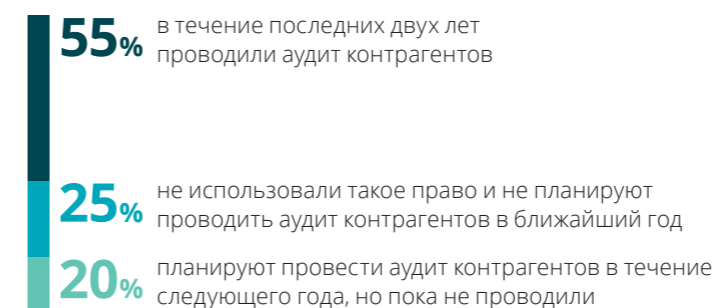 55% в течение последних двух лет
проводили аудит контрагентов
25% не использовали такое право и не планируют
проводить аудит контрагентов в ближайший год
20% планируют провести аудит контрагентов в течение
следующего года, но пока не проводили